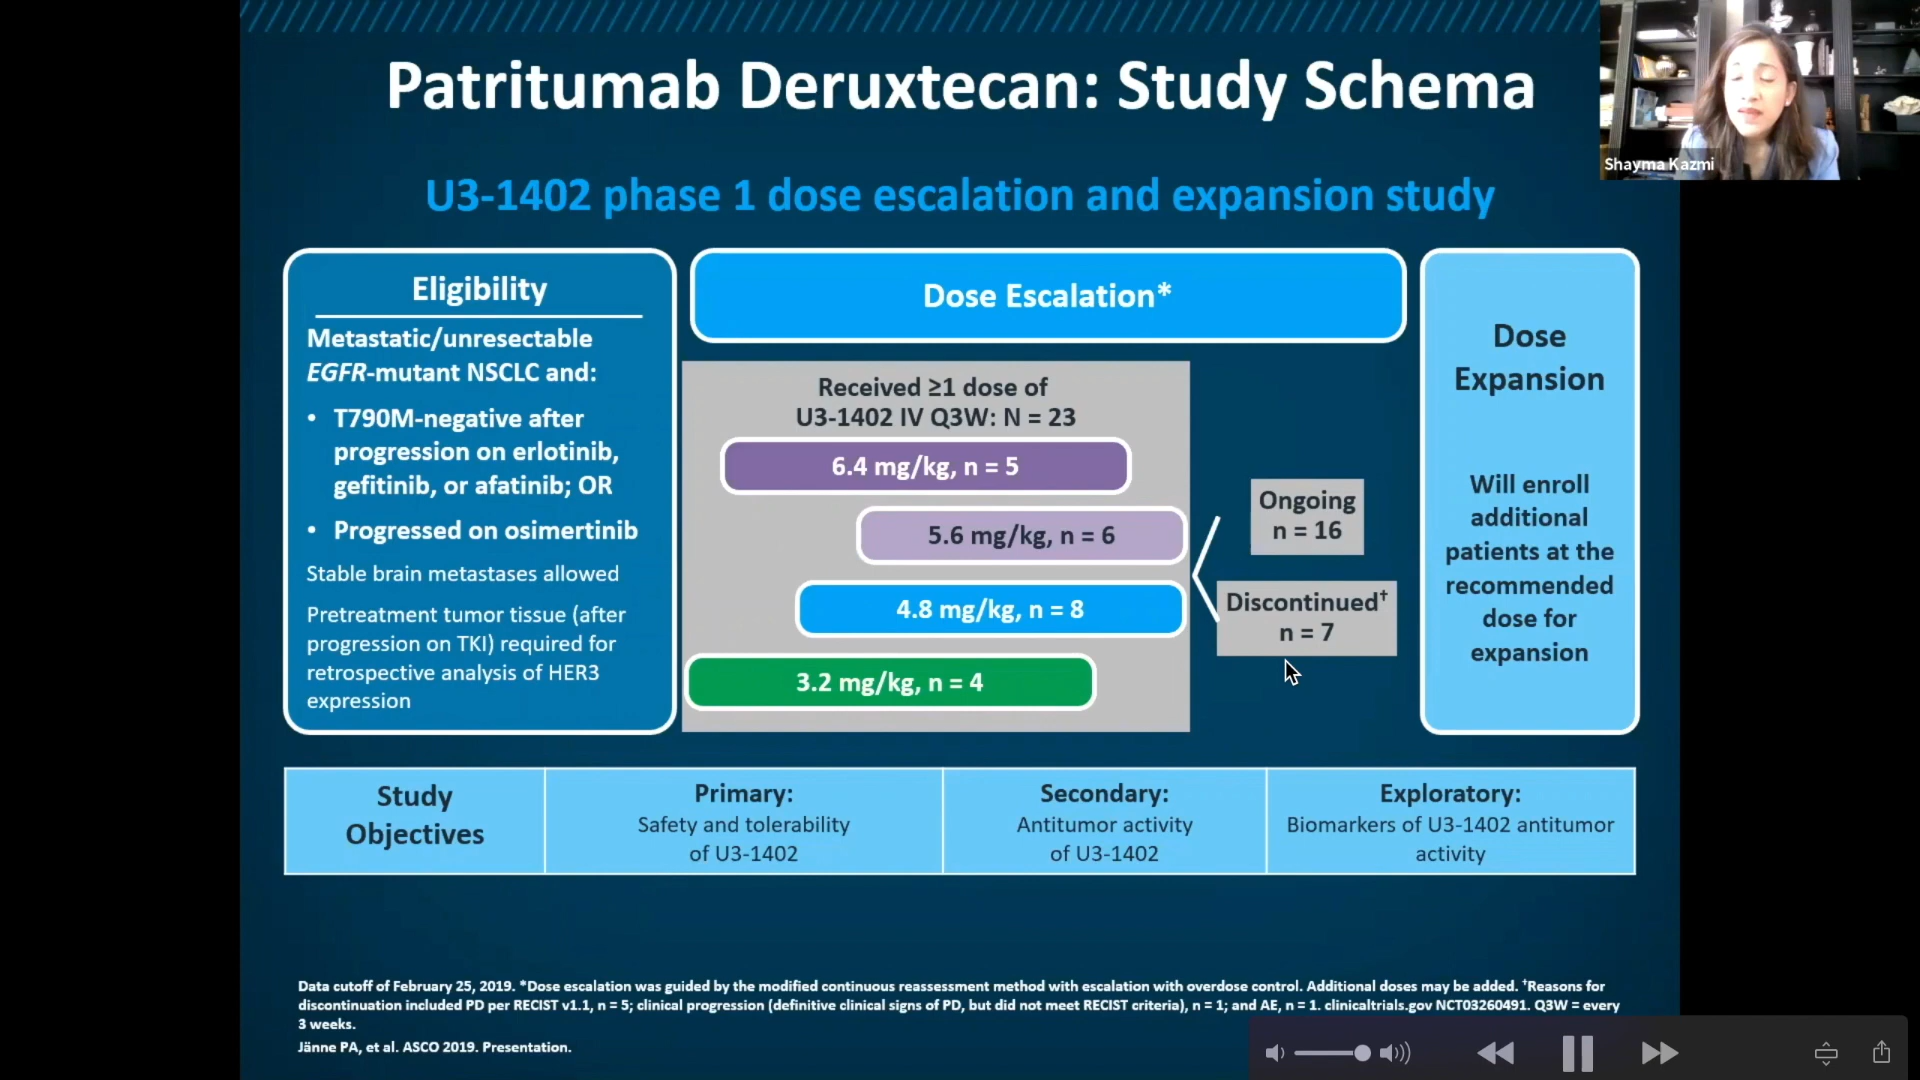 Patritumab Deruxtecan: Study Schema
Shayma Kazmi
U3-1402 phase 1 dose escalation and expansion study
Eligibility
Metastatic/unresectable
EGFR-mutant NSCLC and:
• T790M-negative after
progression on erlotinib,
gefitinib, or afatinib; OR
• Progressed on osimertinib
Stable brain metastases allowed
Pretreatment tumor tissue (after
progression on TKI) required for
retrospective analysis of HER3
expression
Dose Escalation*
Received ≥1 dose of
U3-1402 IV Q3W: N = 23
6.4 mg/kg, n = 5
5.6 mg/kg, n = 6
4.8 mg/kg, n = 8
3.2 mg/kg, n = 4
Ongoing
n = 16
Discontinued†
n = 7
Dose
Expansion
Will enroll
additional
patients at the
recommended
dose for
expansion
Study
Objectives
Primary:
Safety and tolerability
of U3-1402
Secondary:
Antitumor activity
of U3-1402
Exploratory:
Biomarkers of U3-1402 antitumor
activity
Data cutoff of February 25, 2019. *Dose escalation was guided by the modified continuous reassessment method with escalation with overdose control. Additional doses may be added. †Reasons for
discontinuation included PD per RECIST v1.1, n = 5; clinical progression (definitive clinical signs of PD, but did not meet RECIST criteria), n = 1; and AE, n = 1. clinicaltrials.gov NCT03260491. Q3W = every
3 weeks.
Jänne PA, et al. ASCO 2019. Presentation.